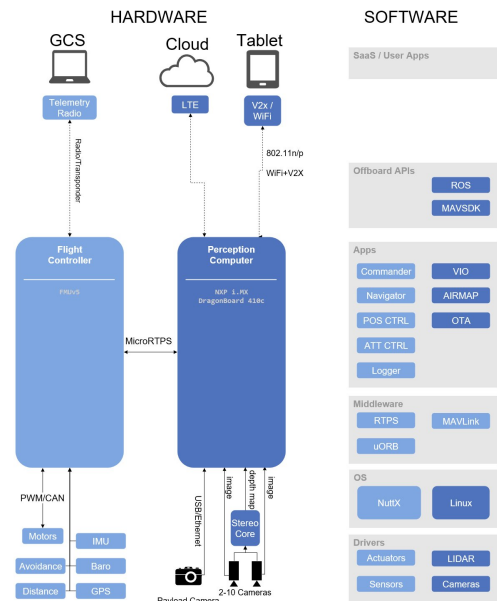 HARDWARE
SOFTWARE
GCS
Cloud
Tablet
Telemetry
Radio
LTE
V2x /
WiFi
Radio/Transponder
802.11n/p
WiFi+V2X
Flight
Controller
FMUv5
Perception
Computer
NXP i.MX
DragonBoard 410c
MicroRTPS
PWM/CAN
USB/Ethernet
image
depth map
image
Motors
IMU
Avoidance
Baro
Distance
GPS
Stereo
Core
Payload Camera
2-10 Cameras
SaaS / User Apps
Offboard APIs
ROS
MAVSDK
Apps
Commander
VIO
Navigator
AIRMAP
POS CTRL
OTA
ATT CTRL
Logger
Middleware
RTPS
MAVLink
uORB
OS
NuttX
Linux
Drivers
Actuators
LIDAR
Sensors
Cameras